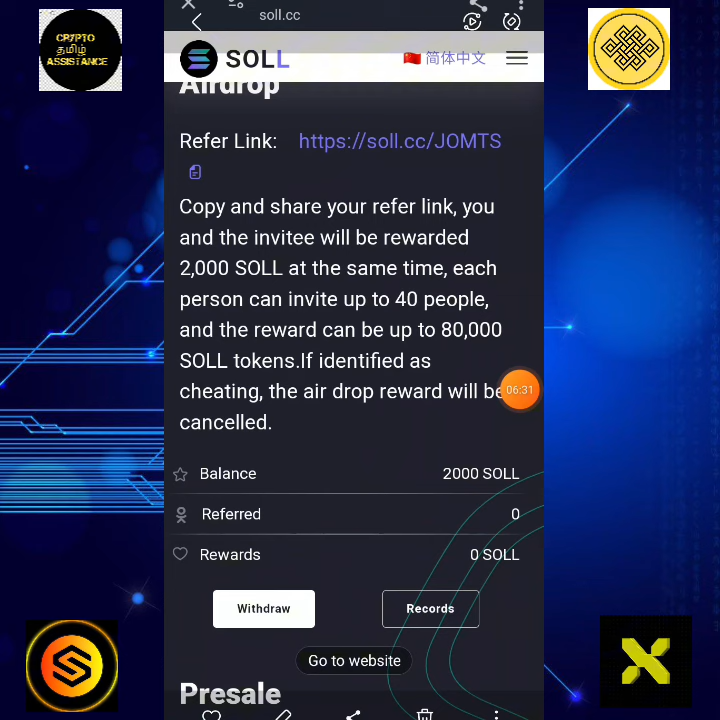 soll.cc
CR7PTO
தமிழ்
ASSISTANCE
SOLL
简体中文
Airdrop
Refer Link: https://soll.cc/JOMTS
Copy and share your refer link, you
and the invitee will be rewarded
2,000 SOLL at the same time, each
person can invite up to 40 people,
and the reward can be up to 80,000
SOLL tokens.If identified as
cheating, the air drop reward will be
cancelled.
06:31
Balance 2000 SOLL
Referred 0
Rewards 0 SOLL
Withdraw Records
Go to website
Presale